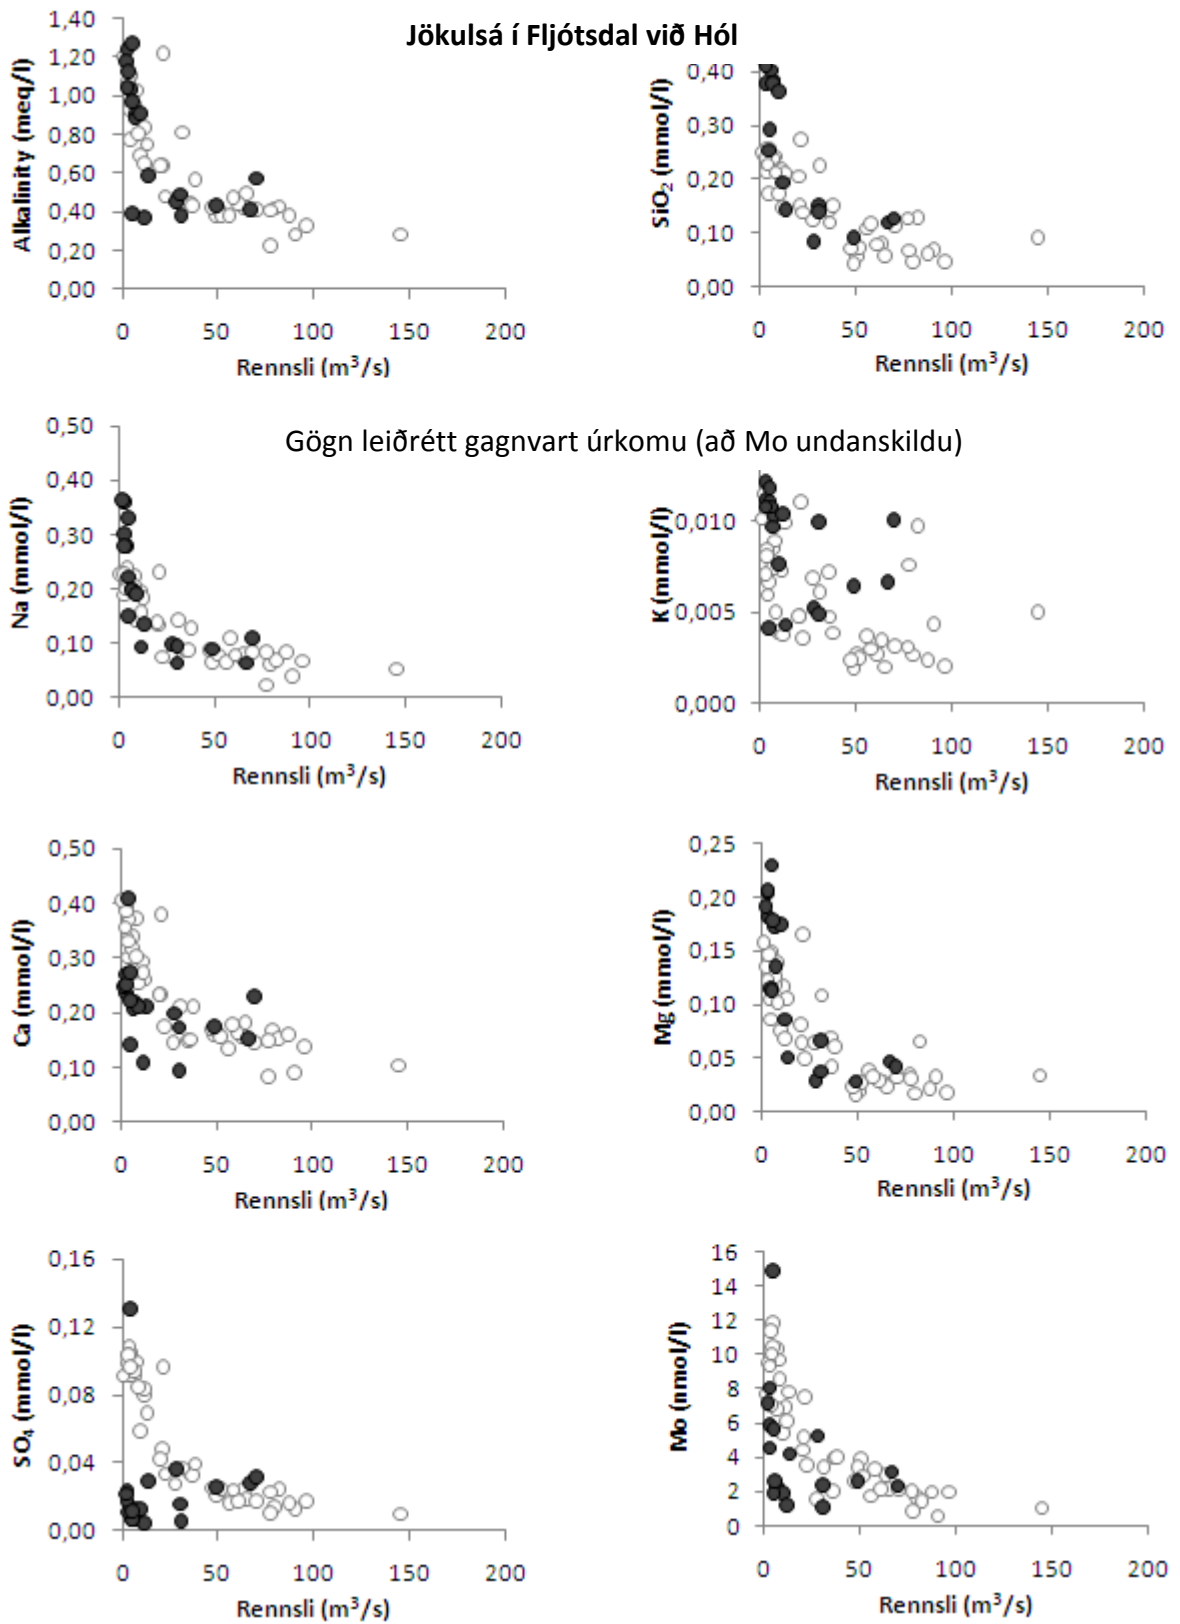 Jökulsá í Fljótsdal við Hól
Alkalinity (meq/l)
1,40
1,20
1,00
0,80
0,60
0,40
0,20
0,00
0 50 100 150 200
Rennsli (m³/s)
SiO₂ (mmol/l)
0,40
0,30
0,20
0,10
0,00
0 50 100 150 200
Rennsli (m³/s)
Gögn leiðrétt gagnvart úrkomu (að Mo undanskildu)
Na (mmol/l)
0,50
0,40
0,30
0,20
0,10
0,00
0 50 100 150 200
Rennsli (m³/s)
K (mmol/l)
0,010
0,005
0,000
0 50 100 150 200
Rennsli (m³/s)
Ca (mmol/l)
0,50
0,40
0,30
0,20
0,10
0,00
0 50 100 150 200
Rennsli (m³/s)
Mg (mmol/l)
0,25
0,20
0,15
0,10
0,05
0,00
0 50 100 150 200
Rennsli (m³/s)
SO₄ (mmol/l)
0,16
0,12
0,08
0,04
0,00
0 50 100 150 200
Rennsli (m³/s)
Mo (nmol/l)
16
14
12
10
8
6
4
2
0
0 50 100 150 200
Rennsli (m³/s)